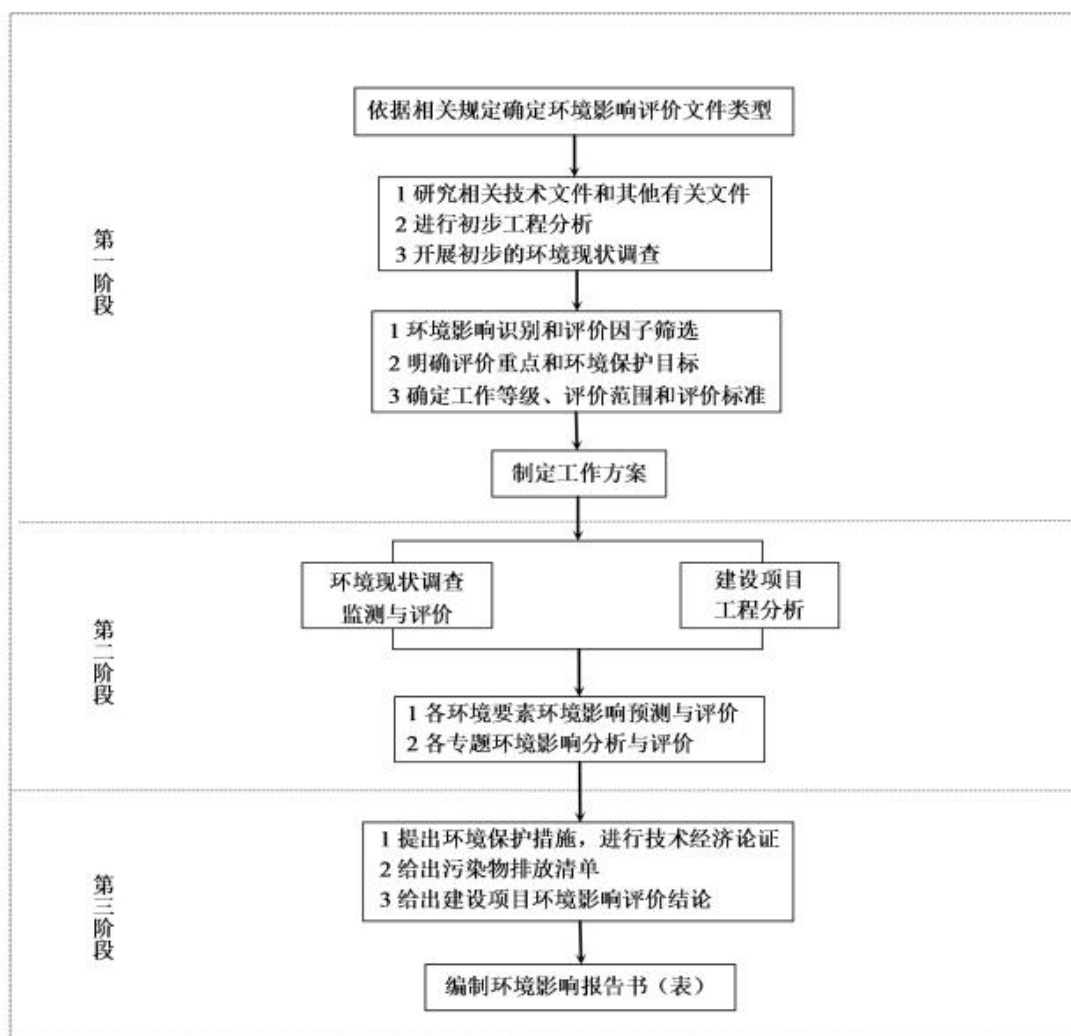 依据相关规定确定环境影响评价文件类型
1 研究相关技术文件和其他有关文件
2 进行初步工程分析
3 开展初步的环境现状调查
第一阶段
1 环境影响识别和评价因子筛选
2 明确评价重点和环境保护目标
3 确定工作等级、评价范围和评价标准
制定工作方案
环境现状调查
监测与评价
建设项目
工程分析
第二阶段
1 各环境要素环境影响预测与评价
2 各专题环境影响分析与评价
1 提出环境保护措施，进行技术经济论证
2 给出污染物排放清单
3 给出建设项目环境影响评价结论
第三阶段
编制环境影响报告书（表）